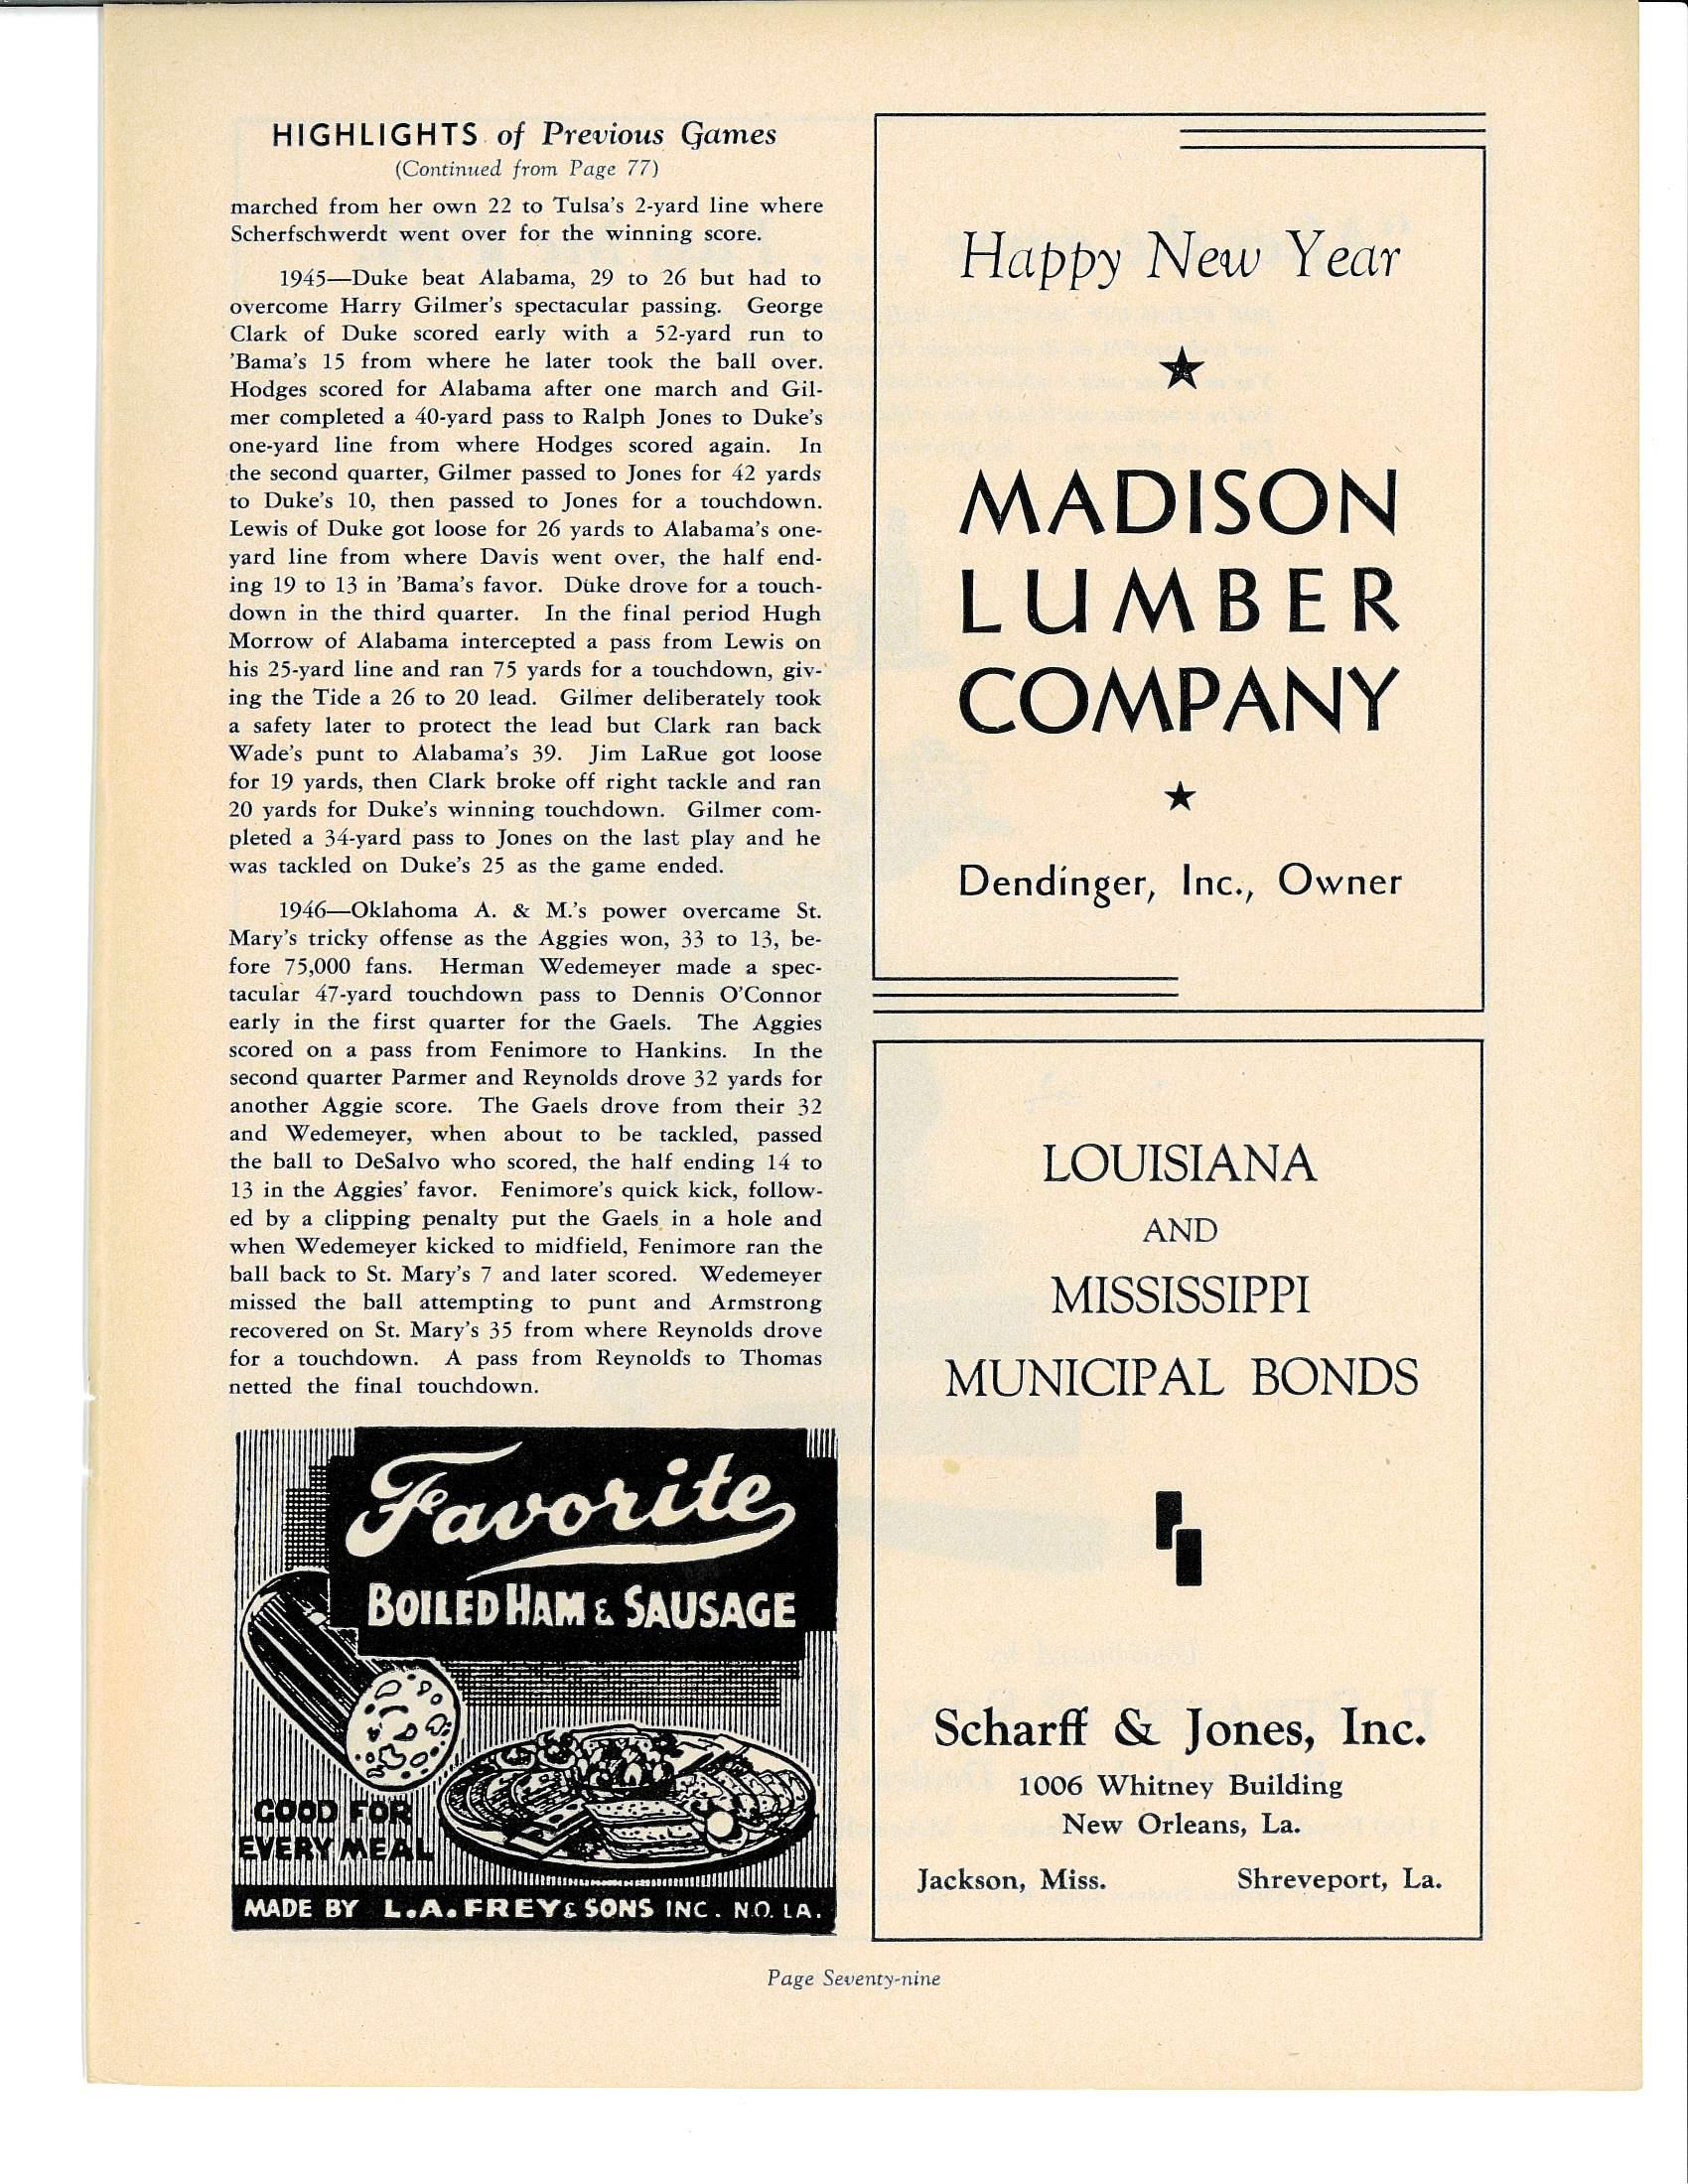 HIGHLIGHTS of Previous Games
(Continued from Page 77)
marched from her own 22 to Tulsa's 2-yard line where
Scherfschwerdt went over for the winning score.
1945—Duke beat Alabama, 29 to 26 but had to
overcome Harry Gilmer's spectacular passing. George
Clark of Duke scored early with a 52-yard run to
'Bama's 15 from where he later took the ball over.
Hodges scored for Alabama after one march and Gil-
mer completed a 40-yard pass to Ralph Jones to Duke's
one-yard line from where Hodges scored again. In
the second quarter, Gilmer passed to Jones for 42 yards
to Duke's 10, then passed to Jones for a touchdown.
Lewis of Duke got loose for 26 yards to Alabama's one-
yard line from where Davis went over, the half end-
ing 19 to 13 in 'Bama's favor. Duke drove for a touch-
down in the third quarter. In the final period Hugh
Morrow of Alabama intercepted a pass from Lewis on
his 25-yard line and ran 75 yards for a touchdown, giv-
ing the Tide a 26 to 20 lead. Gilmer deliberately took
a safety later to protect the lead but Clark ran back
Wade's punt to Alabama's 39. Jim LaRue got loose
for 19 yards, then Clark broke off right tackle and ran
20 yards for Duke's winning touchdown. Gilmer com-
pleted a 34-yard pass to Jones on the last play and he
was tackled on Duke's 25 as the game ended.
1946—Oklahoma A. & M.'s power overcame St.
Mary's tricky offense as the Aggies won, 33 to 13, be-
fore 75,000 fans. Herman Wedemeyer made a spec-
tacular 47-yard touchdown pass to Dennis O'Connor
early in the first quarter for the Gaels. The Aggies
scored on a pass from Fenimore to Hankins. In the
second quarter Parmer and Reynolds drove 32 yards for
another Aggie score. The Gaels drove from their 32
and Wedemeyer, when about to be tackled, passed
the ball to DeSalvo who scored, the half ending 14 to
13 in the Aggies' favor. Fenimore's quick kick, follow-
ed by a clipping penalty put the Gaels in a hole and
when Wedemeyer kicked to midfield, Fenimore ran the
ball back to St. Mary's 7 and later scored. Wedemeyer
missed the ball attempting to punt and Armstrong
recovered on St. Mary's 35 from where Reynolds drove
for a touchdown. A pass from Reynolds to Thomas
netted the final touchdown.
Favorite
BOILED HAM & SAUSAGE
GOOD FOR
EVERY MEAL
MADE BY L.A. FREY & SONS INC. N.O. LA.
Happy New Year
MADISON
LUMBER
COMPANY
Dendinger, Inc., Owner
LOUISIANA
AND
MISSISSIPPI
MUNICIPAL BONDS
Scharff & Jones, Inc.
1006 Whitney Building
New Orleans, La.
Jackson, Miss. Shreveport, La.
Page Seventy-nine